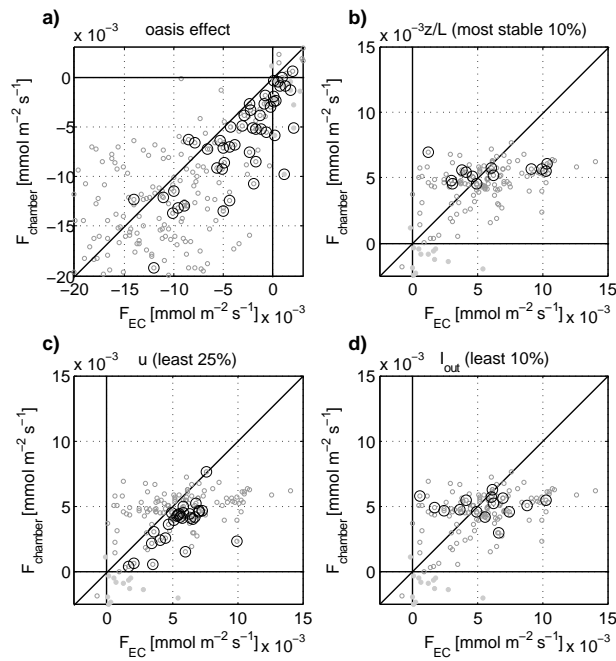 a)
× 10⁻³
oasis effect
0
−5
−10
−15
−20
F_chamber [mmol m⁻² s⁻¹]
−20 −15 −10 −5 0
F_EC [mmol m⁻² s⁻¹] × 10⁻³
b)
× 10⁻³ z/L (most stable 10%)
15
10
5
0
F_chamber [mmol m⁻² s⁻¹]
0 5 10 15
F_EC [mmol m⁻² s⁻¹] × 10⁻³
c)
× 10⁻³
u (least 25%)
15
10
5
0
F_chamber [mmol m⁻² s⁻¹]
0 5 10 15
F_EC [mmol m⁻² s⁻¹] × 10⁻³
d)
× 10⁻³
I_out (least 10%)
15
10
5
0
F_chamber [mmol m⁻² s⁻¹]
0 5 10 15
F_EC [mmol m⁻² s⁻¹] × 10⁻³